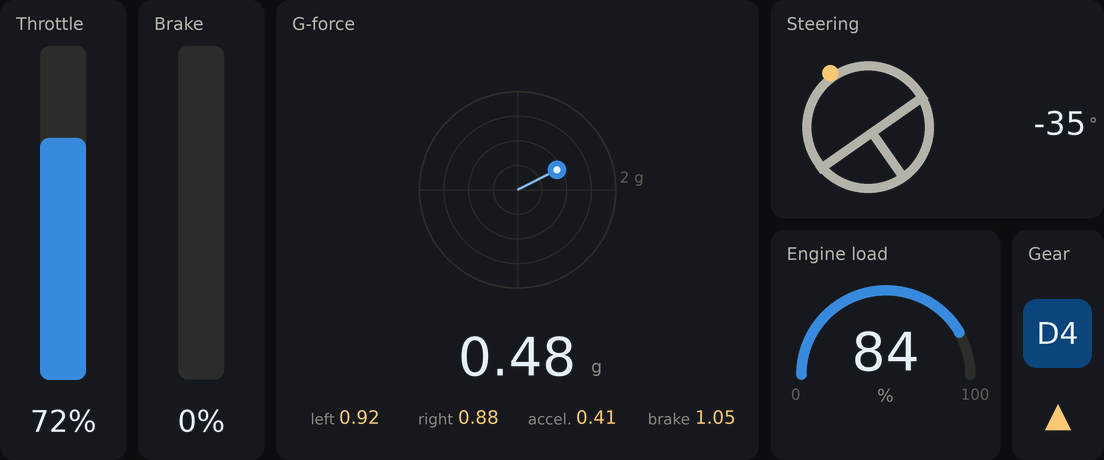 Throttle
72%
Brake
0%
G-force
2 g
0.48 g
left 0.92 right 0.88 accel. 0.41 brake 1.05
Steering
-35°
Engine load
84
0 % 100
Gear
D4